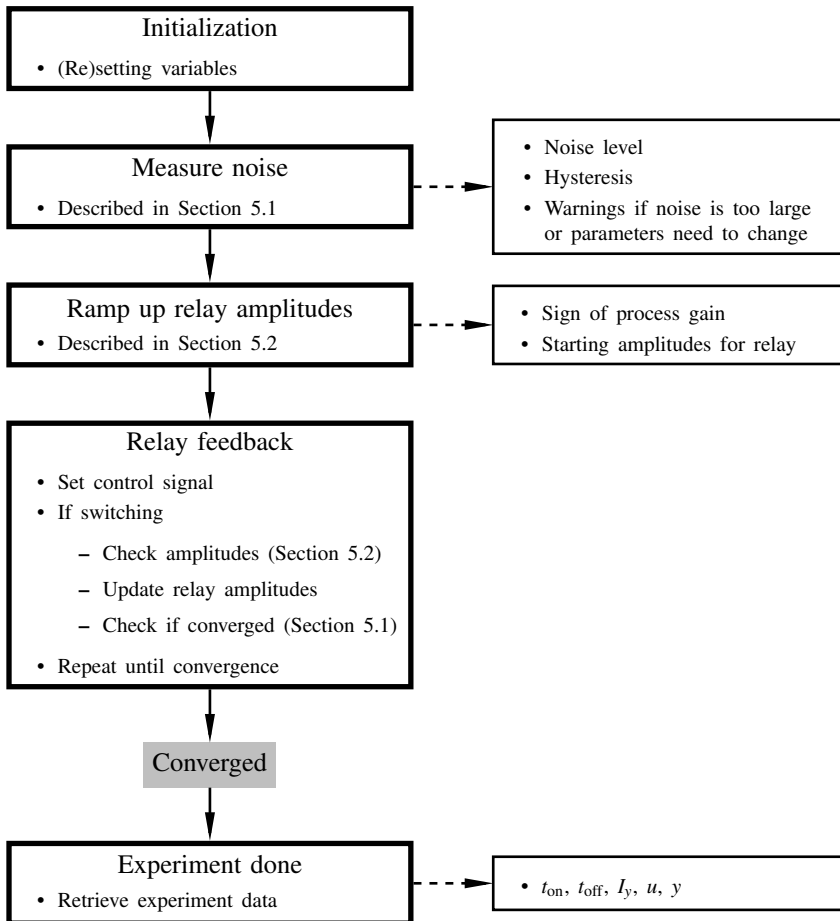 Initialization
• (Re)setting variables
Measure noise
• Described in Section 5.1
• Noise level
• Hysteresis
• Warnings if noise is too large
or parameters need to change
Ramp up relay amplitudes
• Described in Section 5.2
• Sign of process gain
• Starting amplitudes for relay
Relay feedback
• Set control signal
• If switching
– Check amplitudes (Section 5.2)
– Update relay amplitudes
– Check if converged (Section 5.1)
• Repeat until convergence
Converged
Experiment done
• Retrieve experiment data
• t_on, t_off, I_y, u, y